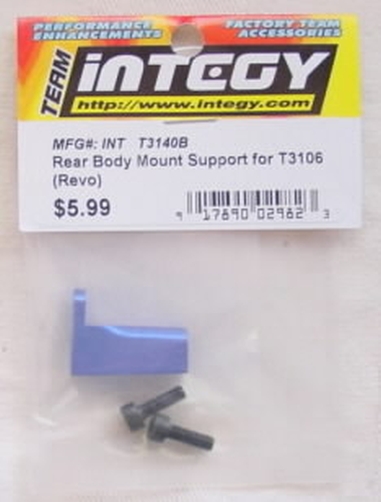 PERFORMANCE
ENHANCEMENTS
FACTORY TEAM
ACCESSORIES
TEAM
iNTEGY
http://www.integy.com
MFG#: INT T3140B
Rear Body Mount Support for T3106
(Revo)
$5.99
9 17890 02982 3